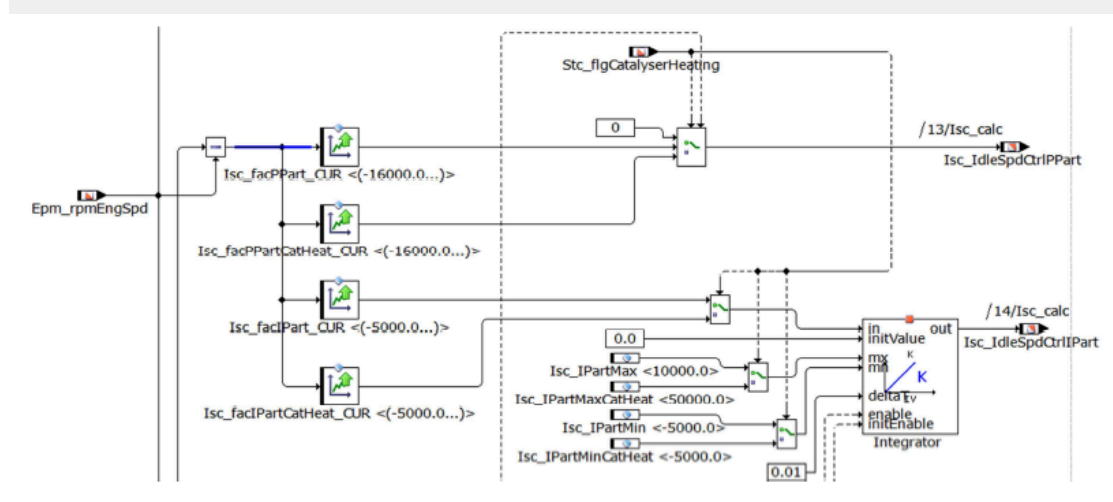 Stc_flgCatalyserHeating
0
/13/Isc_calc
Isc_facPPart_CUR <(-16000.0...)>
Isc_IdleSpdCtrlPPart
Epm_rpmEngSpd
Isc_facPPartCatHeat_CUR <(-16000.0...)>
Isc_facIPart_CUR <(-5000.0...)>
/14/Isc_calc
in out
0.0
initValue
Isc_IdleSpdCtrlIPart
Isc_IPartMax <10000.0>
mx
mn
K
K
Isc_facIPartCatHeat_CUR <(-5000.0...)>
Isc_IPartMaxCatHeat <50000.0>
deltaT
EV
Isc_IPartMin <-5000.0>
enable
initEnable
Isc_IPartMinCatHeat <-5000.0>
Integrator
0.01